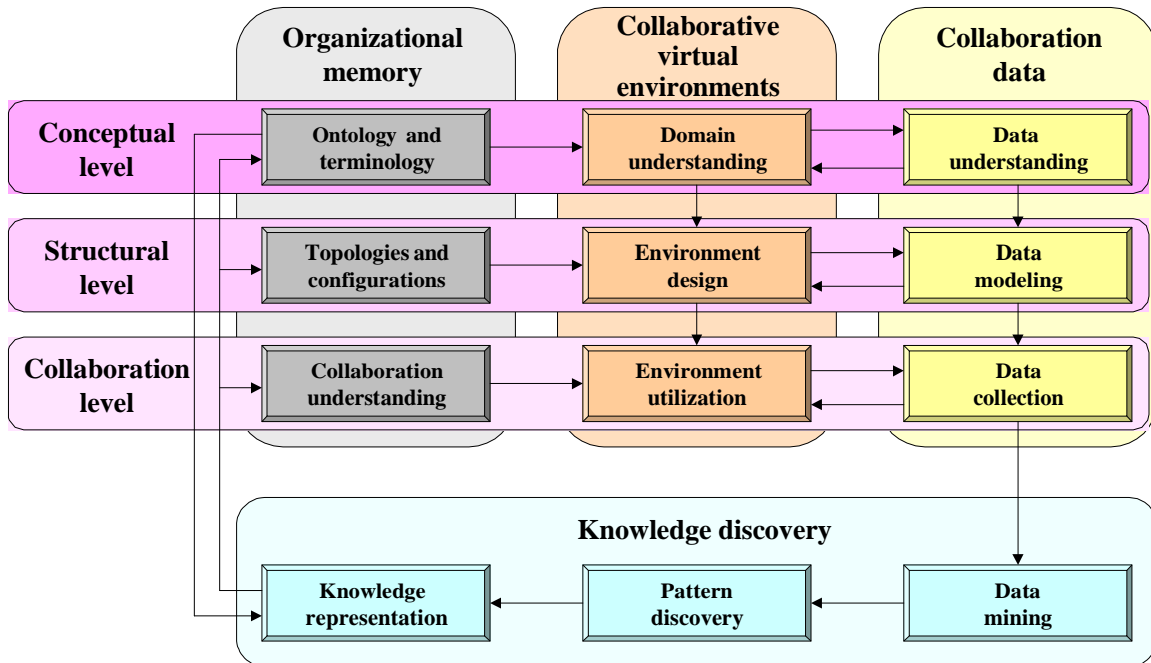 Organizational
memory
Collaborative
virtual
environments
Collaboration
data
Conceptual
level
Ontology and
terminology
Domain
understanding
Data
understanding
Structural
level
Topologies and
configurations
Environment
design
Data
modeling
Collaboration
level
Collaboration
understanding
Environment
utilization
Data
collection
Knowledge discovery
Knowledge
representation
Pattern
discovery
Data
mining